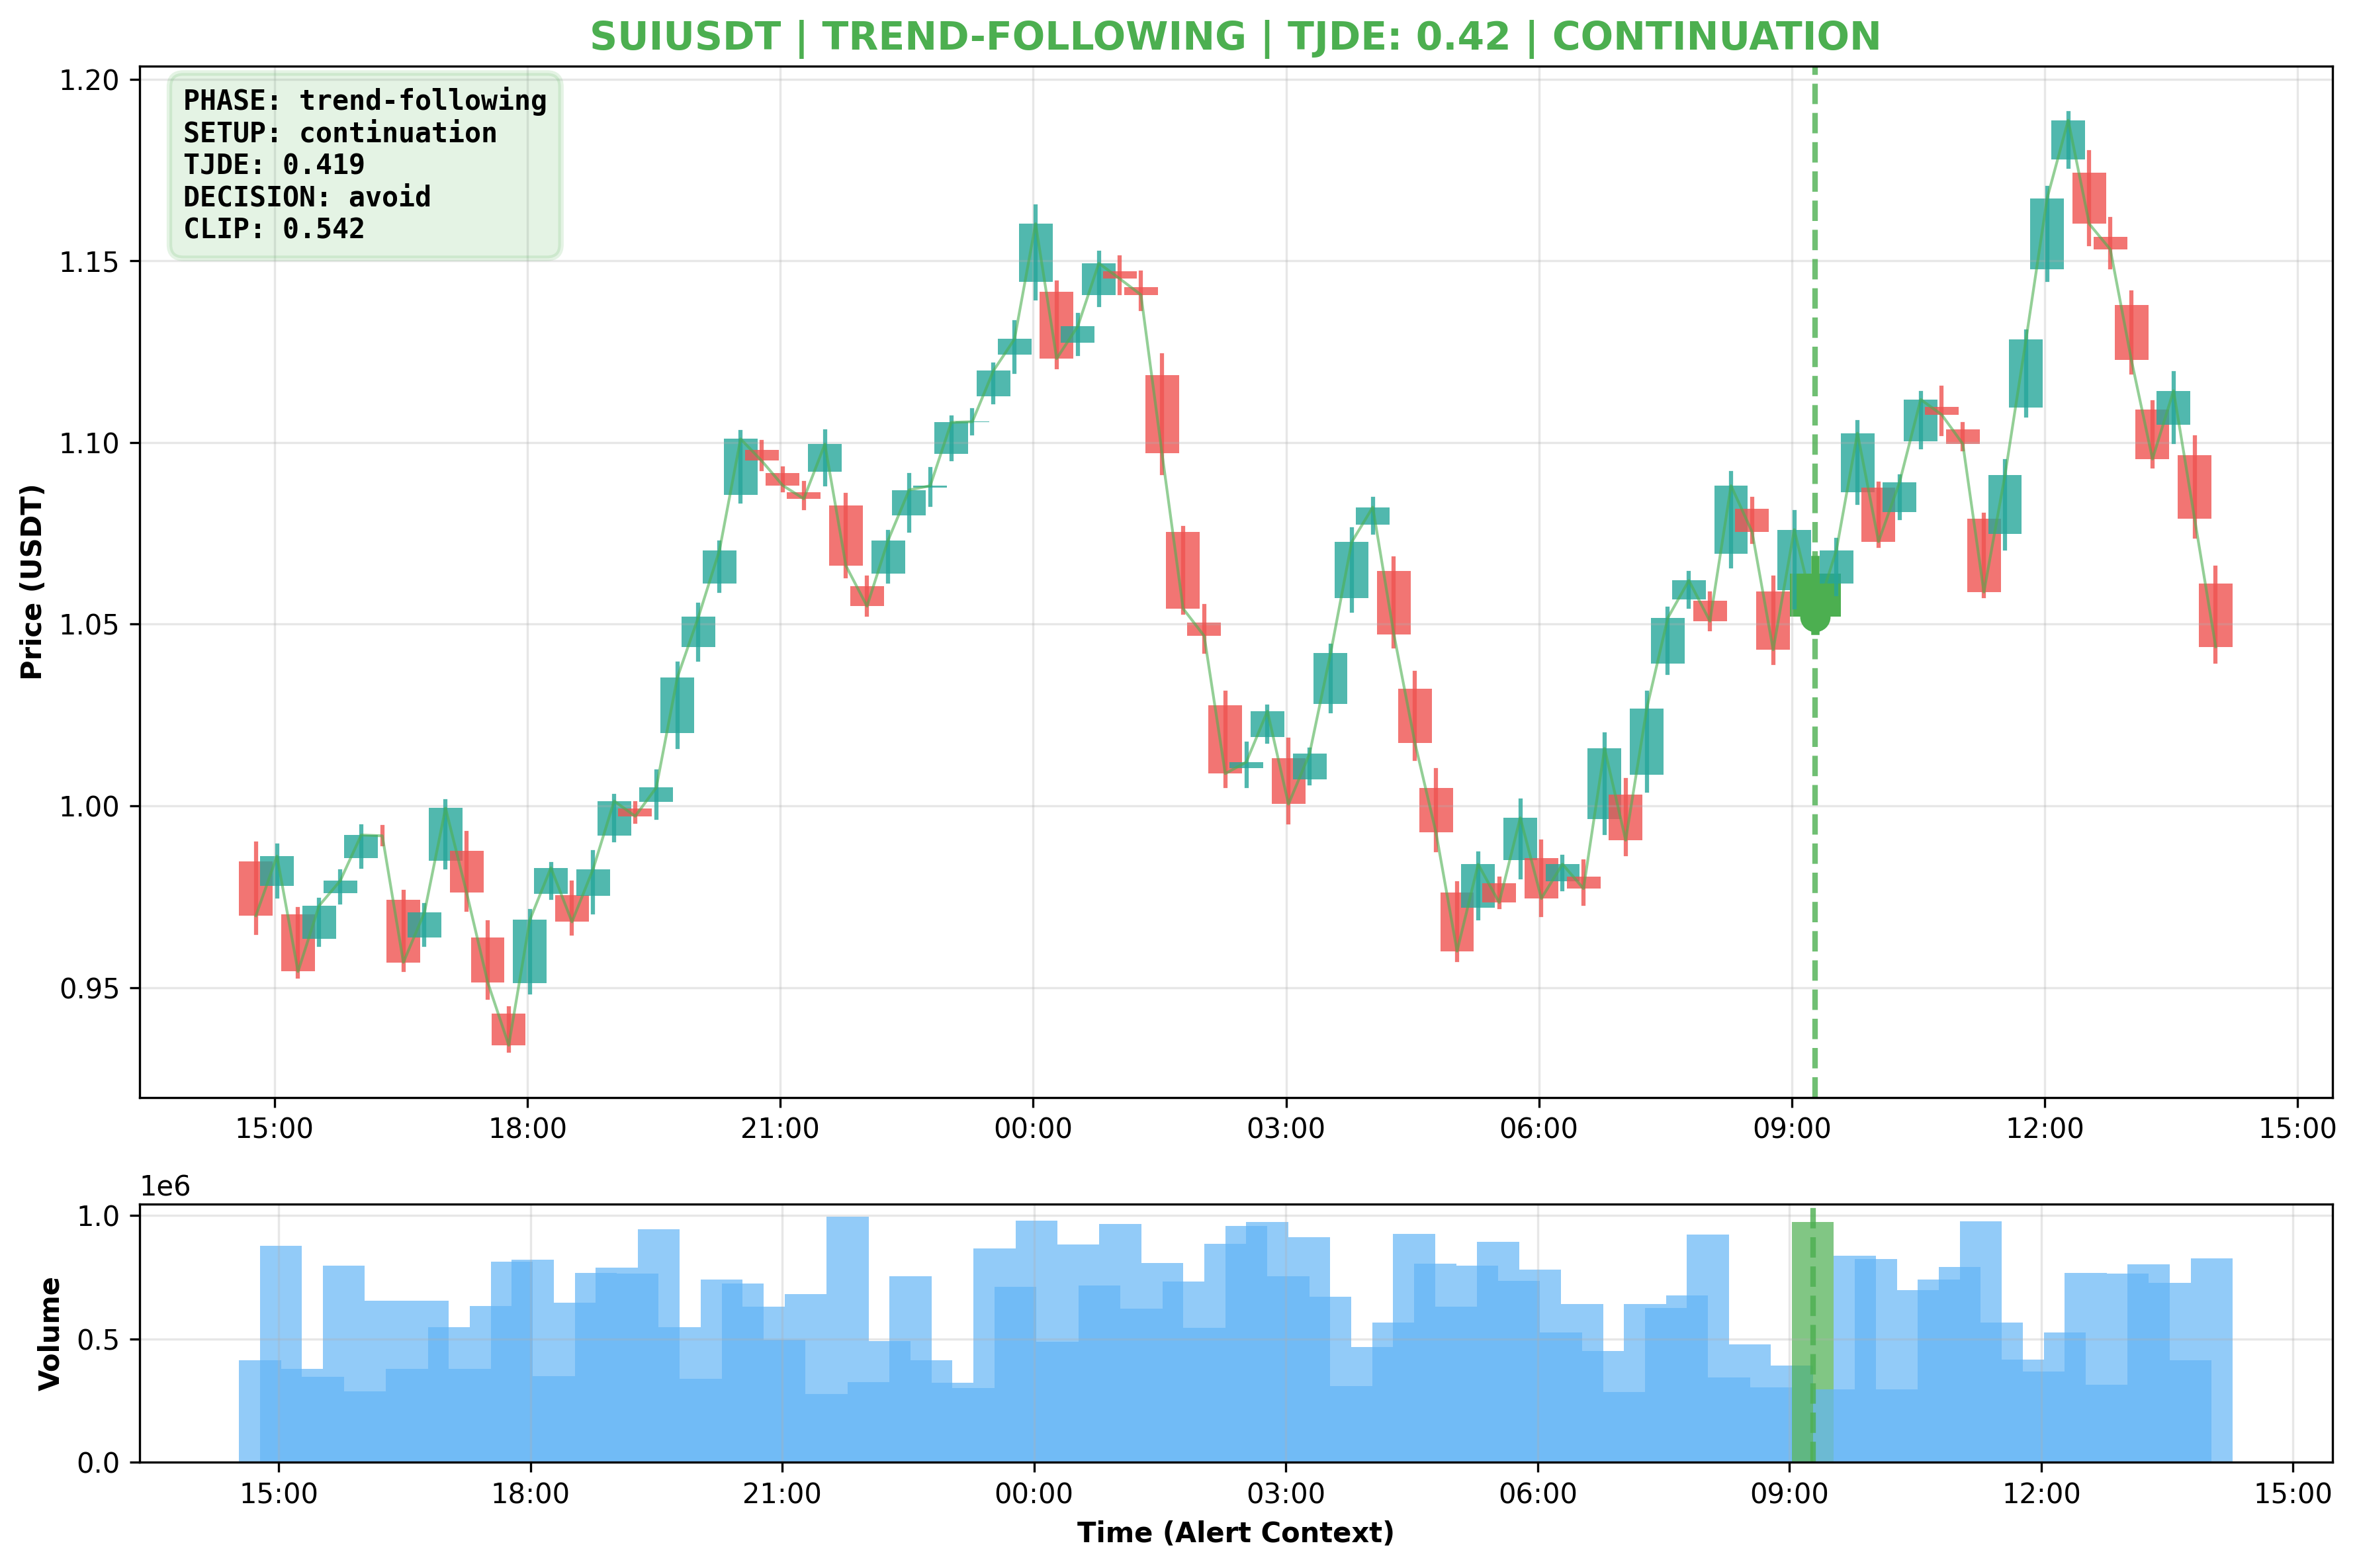 SUIUSDT | TREND-FOLLOWING | TJDE: 0.42 | CONTINUATION
PHASE: trend-following
SETUP: continuation
TJDE: 0.419
DECISION: avoid
CLIP: 0.542
Price (USDT)
1.20
1.15
1.10
1.05
1.00
0.95
15:00 18:00 21:00 00:00 03:00 06:00 09:00 12:00 15:00
1e6
Volume
1.0
0.5
0.0
15:00 18:00 21:00 00:00 03:00 06:00 09:00 12:00 15:00
Time (Alert Context)